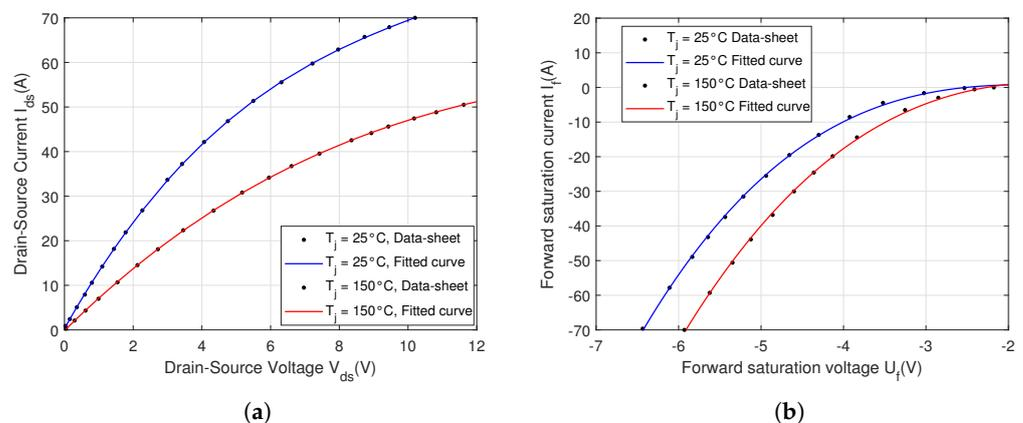 70
60
50
40
30
20
10
0
Drain-Source Current I_ds(A)
T_j = 25°C, Data-sheet
T_j = 25°C, Fitted curve
T_j = 150°C, Data-sheet
T_j = 150°C, Fitted curve
0 2 4 6 8 10 12
Drain-Source Voltage V_ds(V)
(a)
20
10
0
-10
-20
-30
-40
-50
-60
-70
Forward saturation current I_f(A)
T_j = 25°C Data-sheet
T_j = 25°C Fitted curve
T_j = 150°C Data-sheet
T_j = 150°C Fitted curve
-7 -6 -5 -4 -3 -2
Forward saturation voltage U_f(V)
(b)